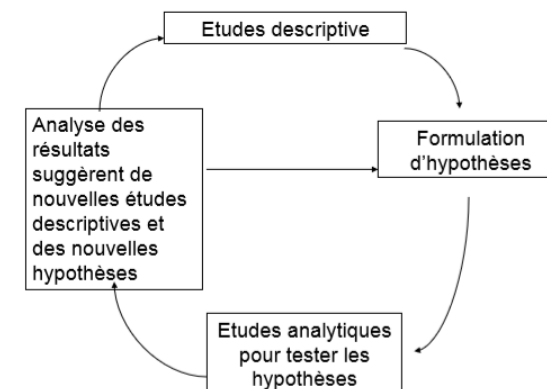 Etudes descriptive
Formulation
d'hypothèses
Analyse des
résultats
suggèrent de
nouvelles études
descriptives et
des nouvelles
hypothèses
Etudes analytiques
pour tester les
hypothèses